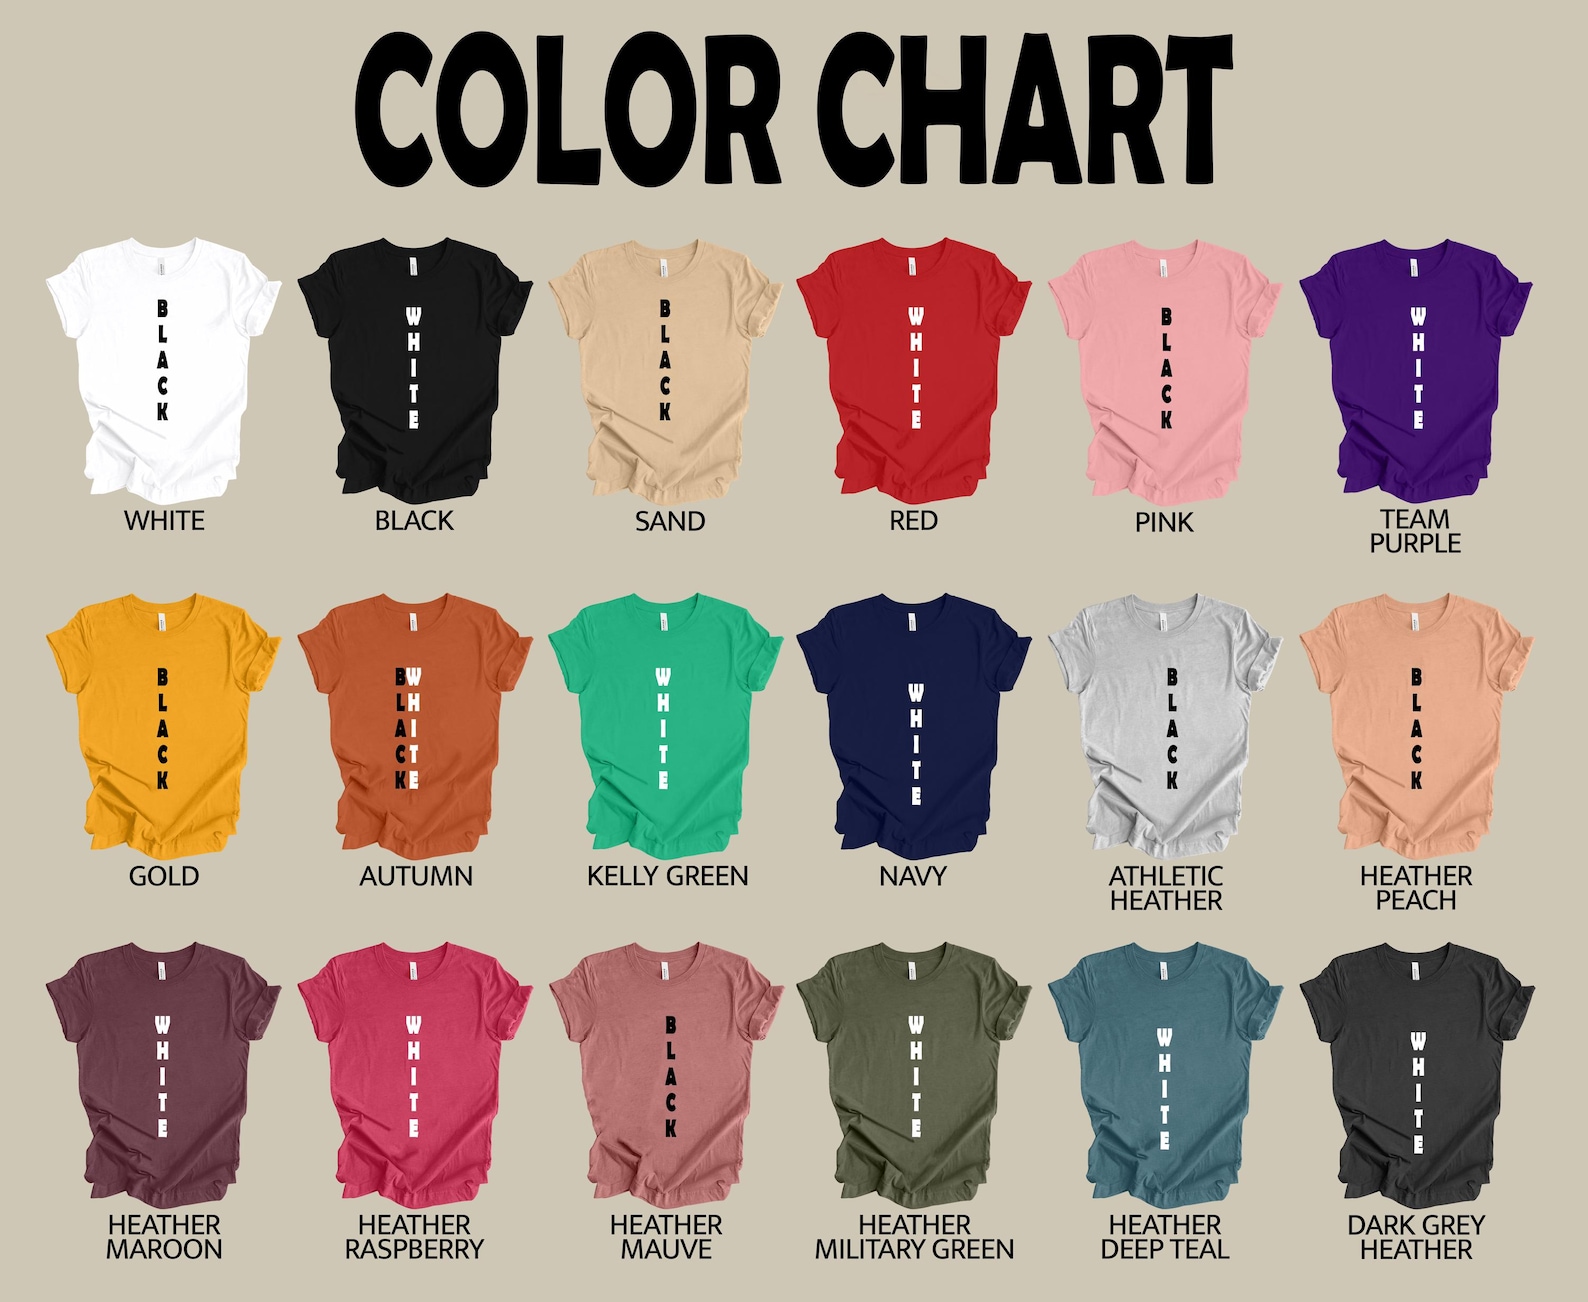 COLOR CHART
BLACK
WHITE
BLACK
WHITE
BLACK
WHITE
WHITE
BLACK
SAND
RED
PINK
TEAM
PURPLE
BLACK
BLACK
WHITE
WHITE
WHITE
BLACK
BLACK
GOLD
AUTUMN
KELLY GREEN
NAVY
ATHLETIC
HEATHER
HEATHER
PEACH
WHITE
WHITE
BLACK
WHITE
WHITE
WHITE
HEATHER
MAROON
HEATHER
RASPBERRY
HEATHER
MAUVE
HEATHER
MILITARY GREEN
HEATHER
DEEP TEAL
DARK GREY
HEATHER